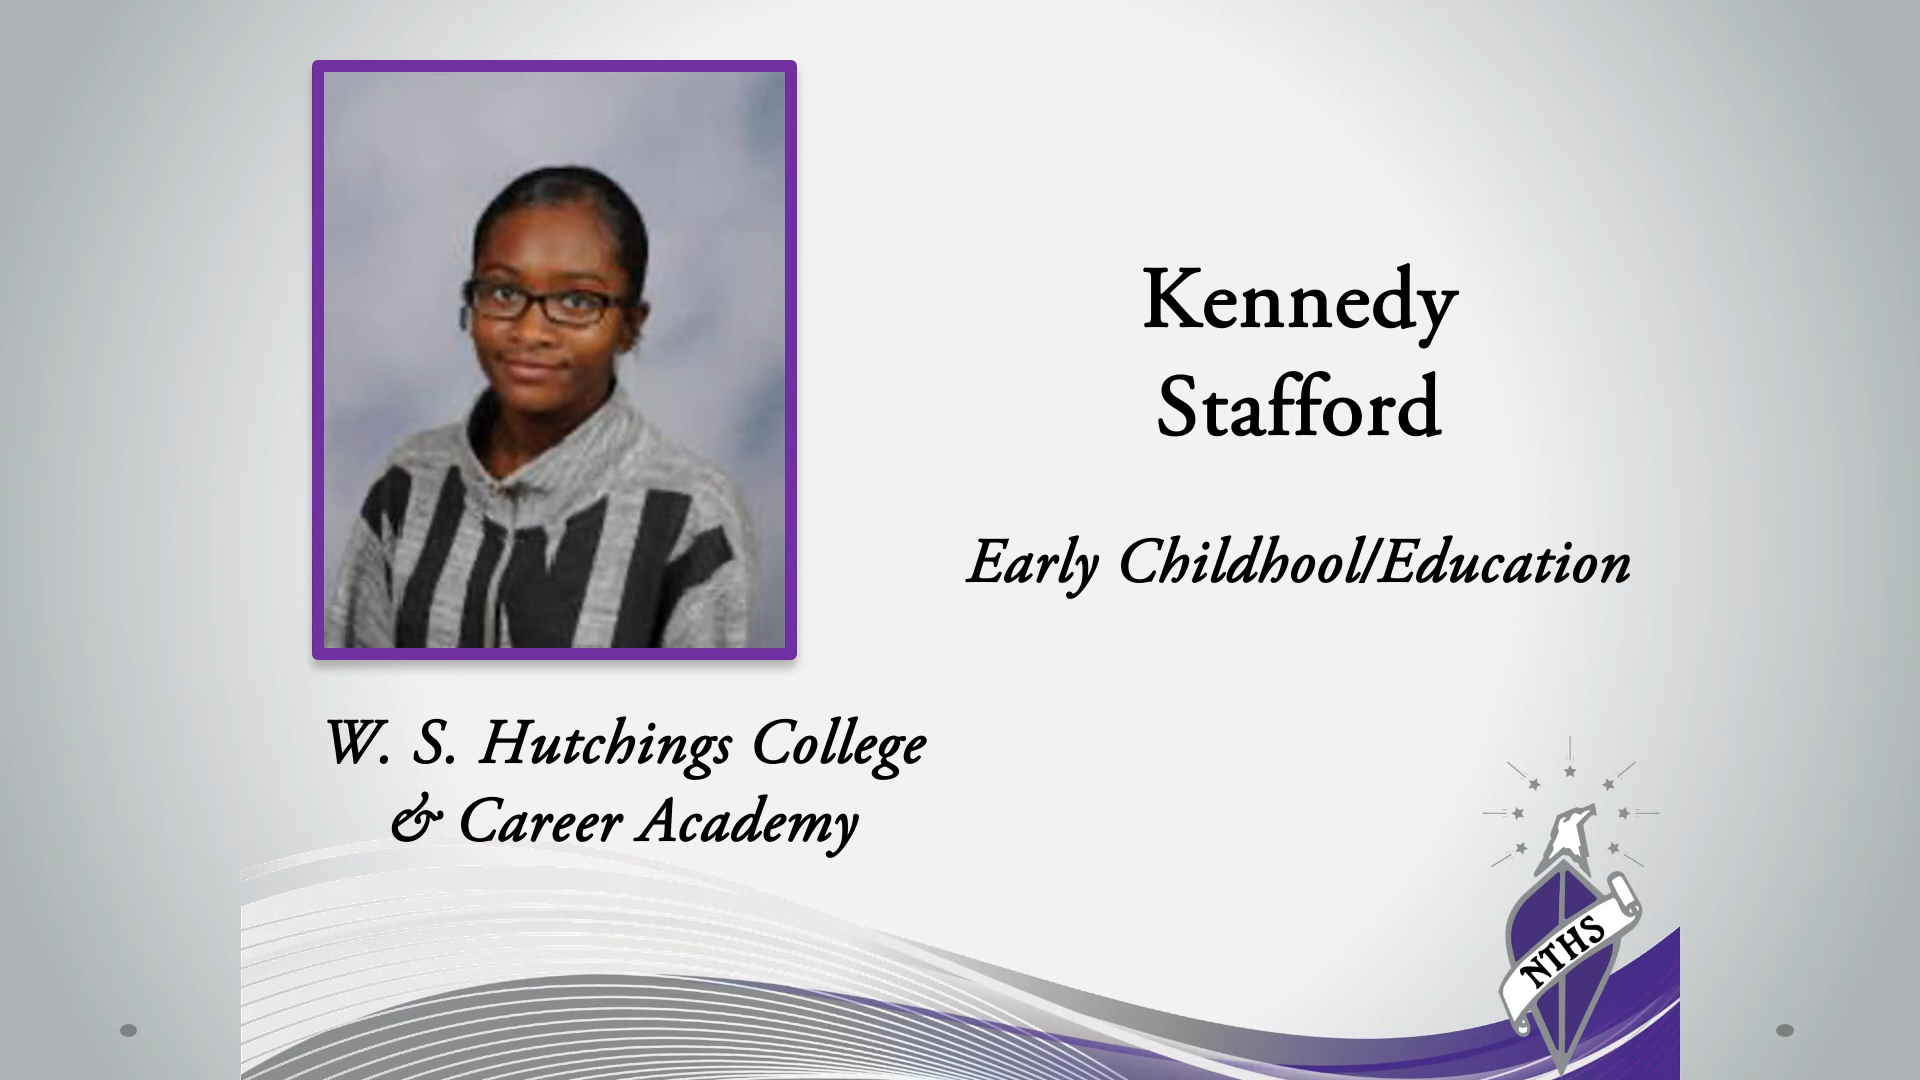 Kennedy
Stafford
Early Childhool/Education
W. S. Hutchings College
& Career Academy
NTHS